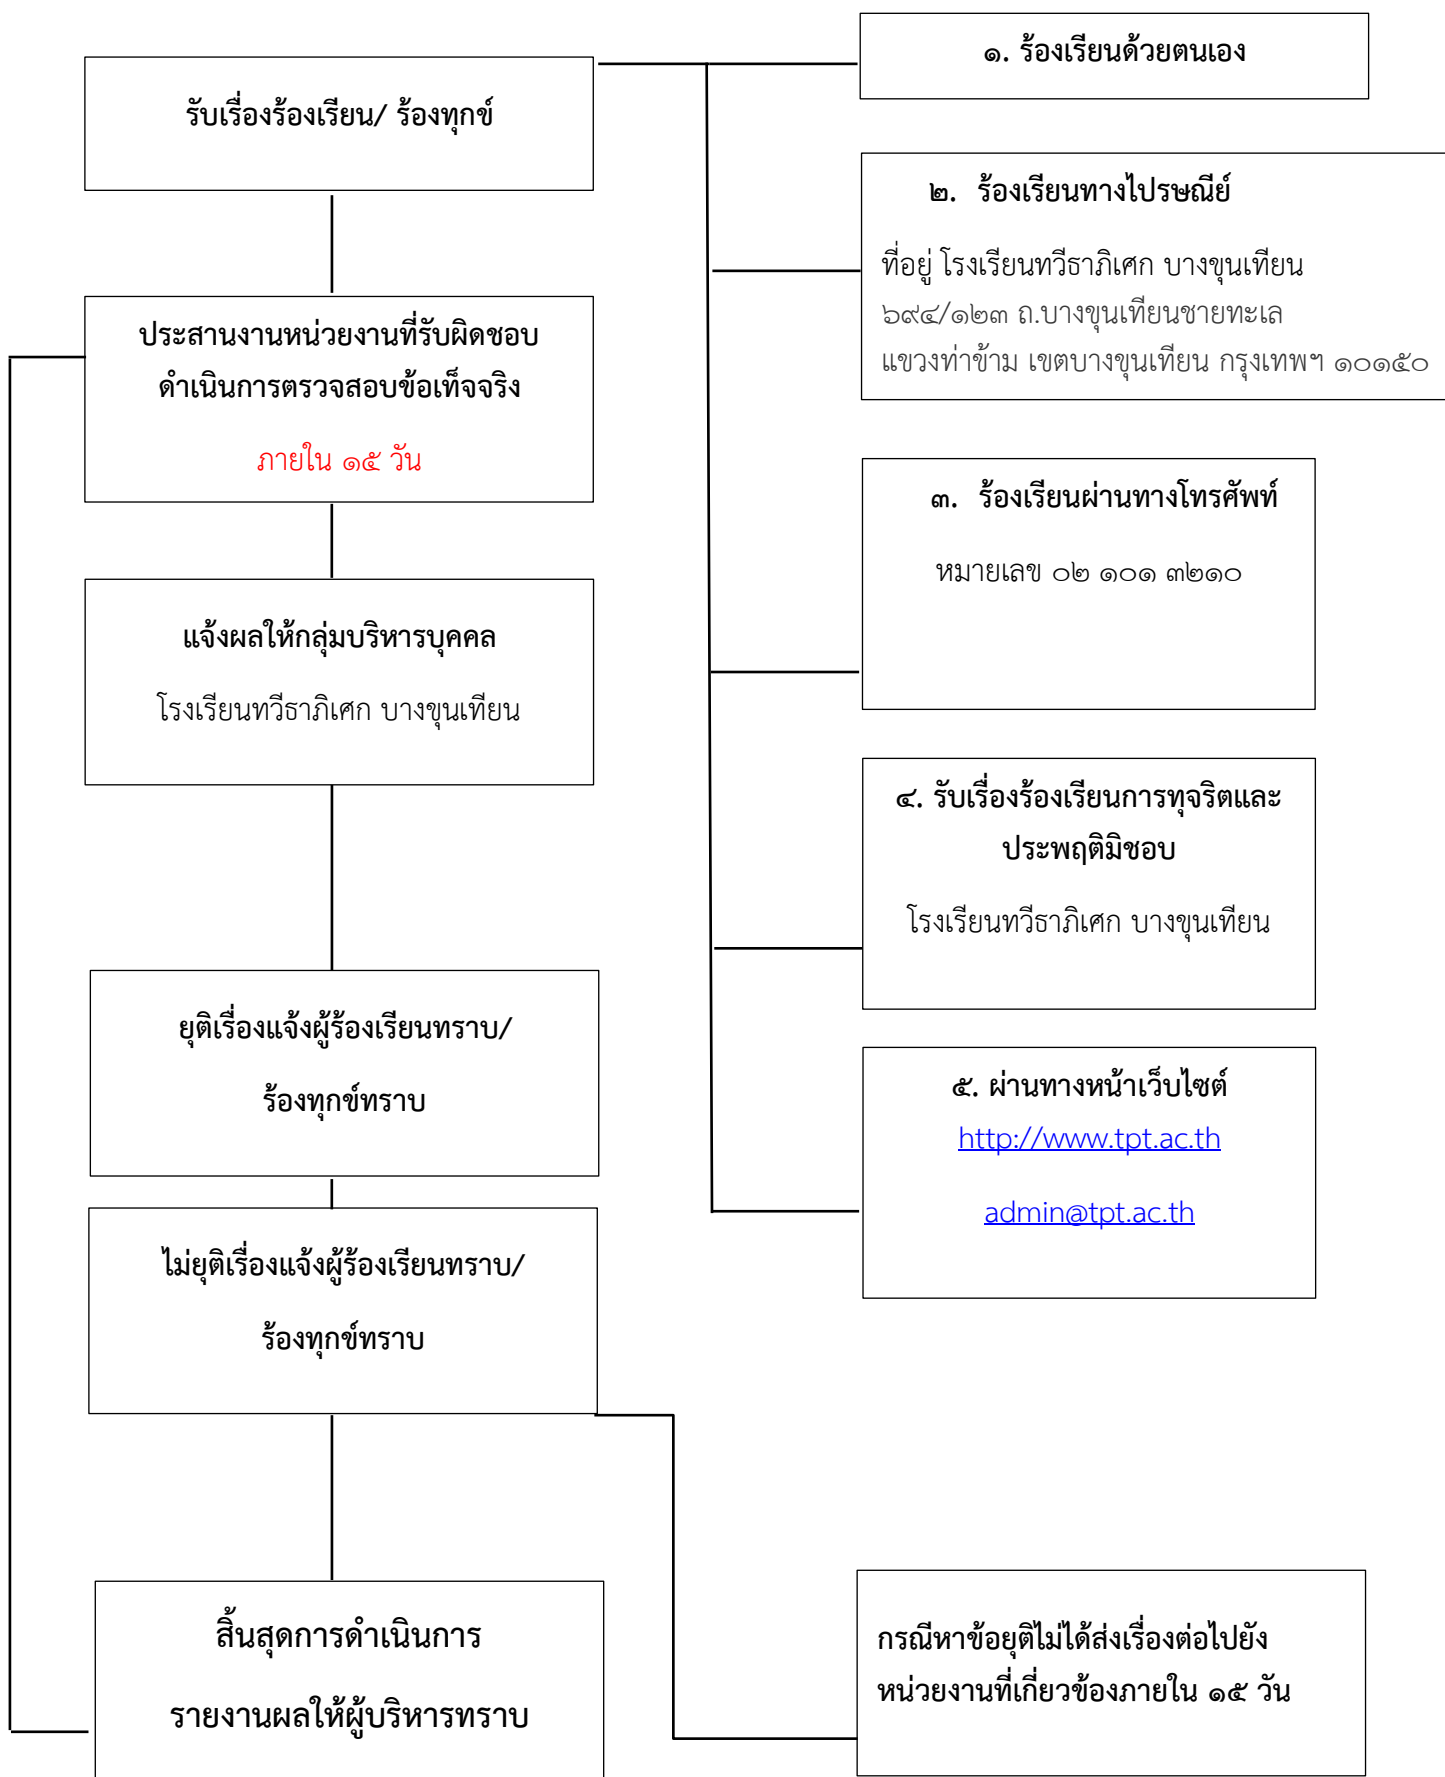 รับเรื่องร้องเรียน/ ร้องทุกข์
ประสานงานหน่วยงานที่รับผิดชอบ
ดำเนินการตรวจสอบข้อเท็จจริง
ภายใน ๑๕ วัน
แจ้งผลให้กลุ่มบริหารบุคคล
โรงเรียนทวีธาภิเศก บางขุนเทียน
ยุติเรื่องแจ้งผู้ร้องเรียนทราบ/
ร้องทุกข์ทราบ
ไม่ยุติเรื่องแจ้งผู้ร้องเรียนทราบ/
ร้องทุกข์ทราบ
สิ้นสุดการดำเนินการ
รายงานผลให้ผู้บริหารทราบ
๑. ร้องเรียนด้วยตนเอง
๒. ร้องเรียนทางไปรษณีย์
ที่อยู่ โรงเรียนทวีธาภิเศก บางขุนเทียน
๖๙๔/๑๒๓ ถ.บางขุนเทียนชายทะเล
แขวงท่าข้าม เขตบางขุนเทียน กรุงเทพฯ ๑๐๑๕๐
๓. ร้องเรียนผ่านทางโทรศัพท์
หมายเลข ๐๒ ๑๐๑ ๓๒๑๐
๔. รับเรื่องร้องเรียนการทุจริตและ
ประพฤติมิชอบ
โรงเรียนทวีธาภิเศก บางขุนเทียน
๕. ผ่านทางหน้าเว็บไซต์
http://www.tpt.ac.th
admin@tpt.ac.th
กรณีหาข้อยุติไม่ได้ส่งเรื่องต่อไปยัง
หน่วยงานที่เกี่ยวข้องภายใน ๑๕ วัน